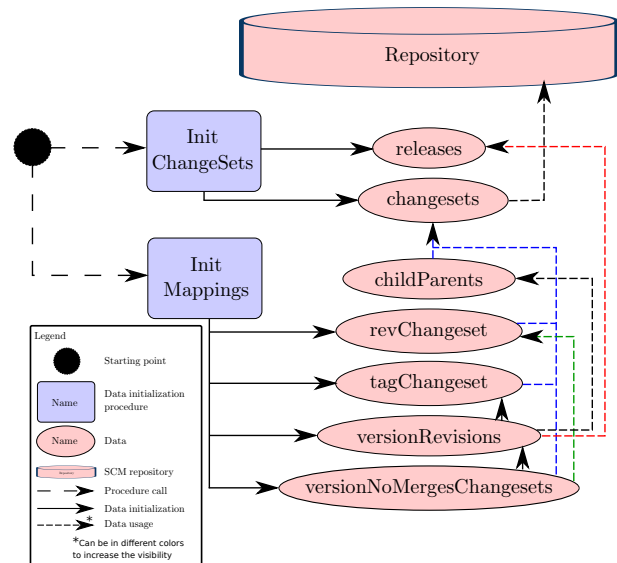 Repository
Init
ChangeSets
releases
changesets
Init
Mappings
childParents
revChangeset
tagChangeset
versionRevisions
versionNoMergesChangesets
Legend
Starting point
Name
Data initialization
procedure
Name
Data
Repository
SCM repository
Procedure call
Data initialization
*
Data usage
*Can be in different colors
to increase the visibility